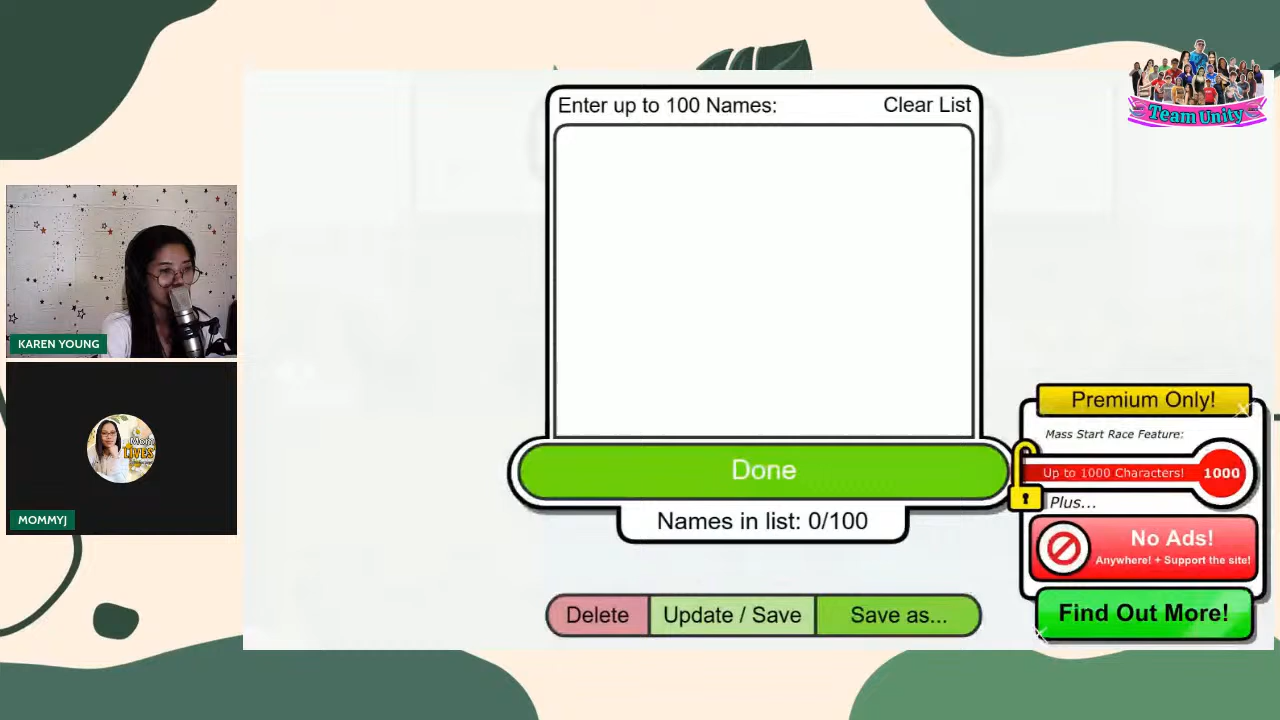 Enter up to 100 Names:
Clear List
Team Unity
KAREN YOUNG
Mom
LIVES
MOMMYJ
Done
Names in list: 0/100
Delete
Update / Save
Save as...
Premium Only!
Mass Start Race Feature:
Up to 1000 Characters!
1000
Plus...
No Ads!
Anywhere! + Support the site!
Find Out More!